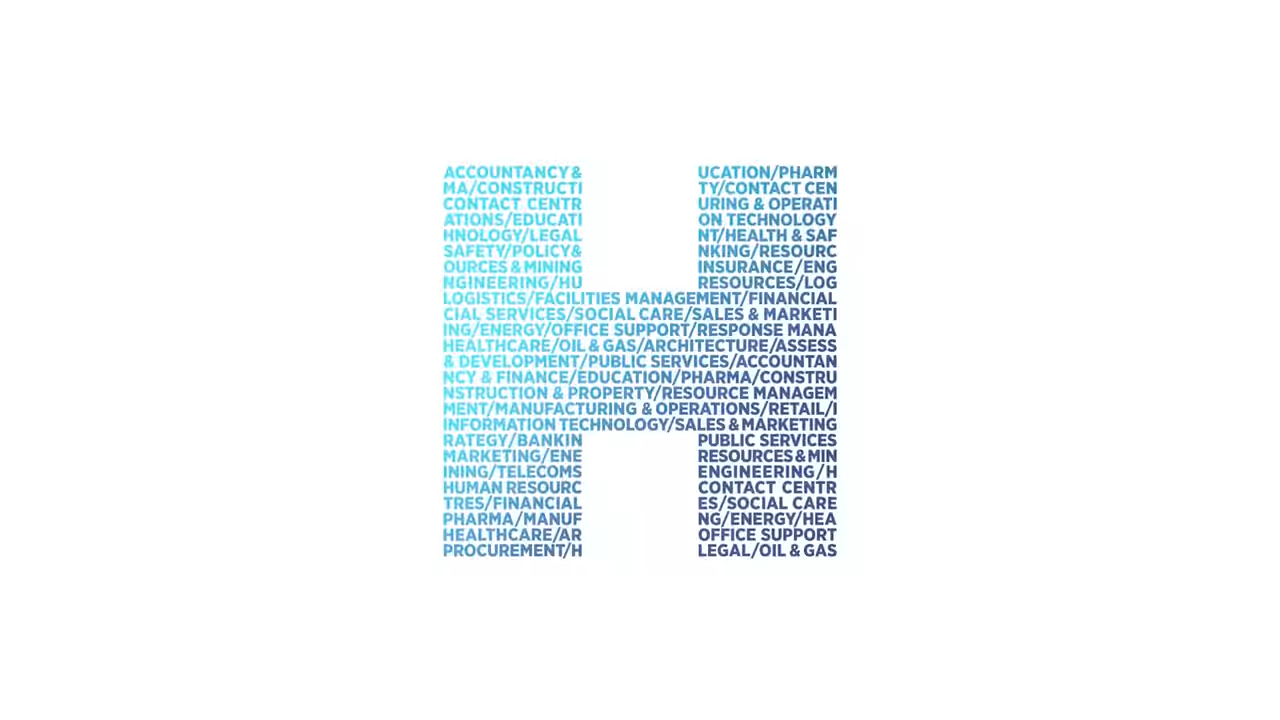 ACCOUNTANCY & UCATION/PHARM
MA/CONSTRUCTI TY/CONTACT CEN
CONTACT CENTR URING & OPERATI
ATIONS/EDUCATI ON TECHNOLOGY
HNOLOGY/LEGAL NT/HEALTH & SAF
SAFETY/POLICY& NKING/RESOURC
OURCES & MINING INSURANCE/ENG
NGINEERING/HU RESOURCES/LOG
LOGISTICS/FACILITIES MANAGEMENT/FINANCIAL
CIAL SERVICES/SOCIAL CARE/SALES & MARKETI
ING/ENERGY/OFFICE SUPPORT/RESPONSE MANA
HEALTHCARE/OIL & GAS/ARCHITECTURE/ASSESS
& DEVELOPMENT/PUBLIC SERVICES/ACCOUNTAN
NCY & FINANCE/EDUCATION/PHARMA/CONSTRU
NSTRUCTION & PROPERTY/RESOURCE MANAGEM
MENT/MANUFACTURING & OPERATIONS/RETAIL/I
INFORMATION TECHNOLOGY/SALES & MARKETING
RATEGY/BANKIN PUBLIC SERVICES
MARKETING/ENE RESOURCES & MIN
INING/TELECOMS ENGINEERING/H
HUMAN RESOURC CONTACT CENTR
TRES/FINANCIAL ES/SOCIAL CARE
PHARMA/MANUF NG/ENERGY/HEA
HEALTHCARE/AR OFFICE SUPPORT
PROCUREMENT/H LEGAL/OIL & GAS